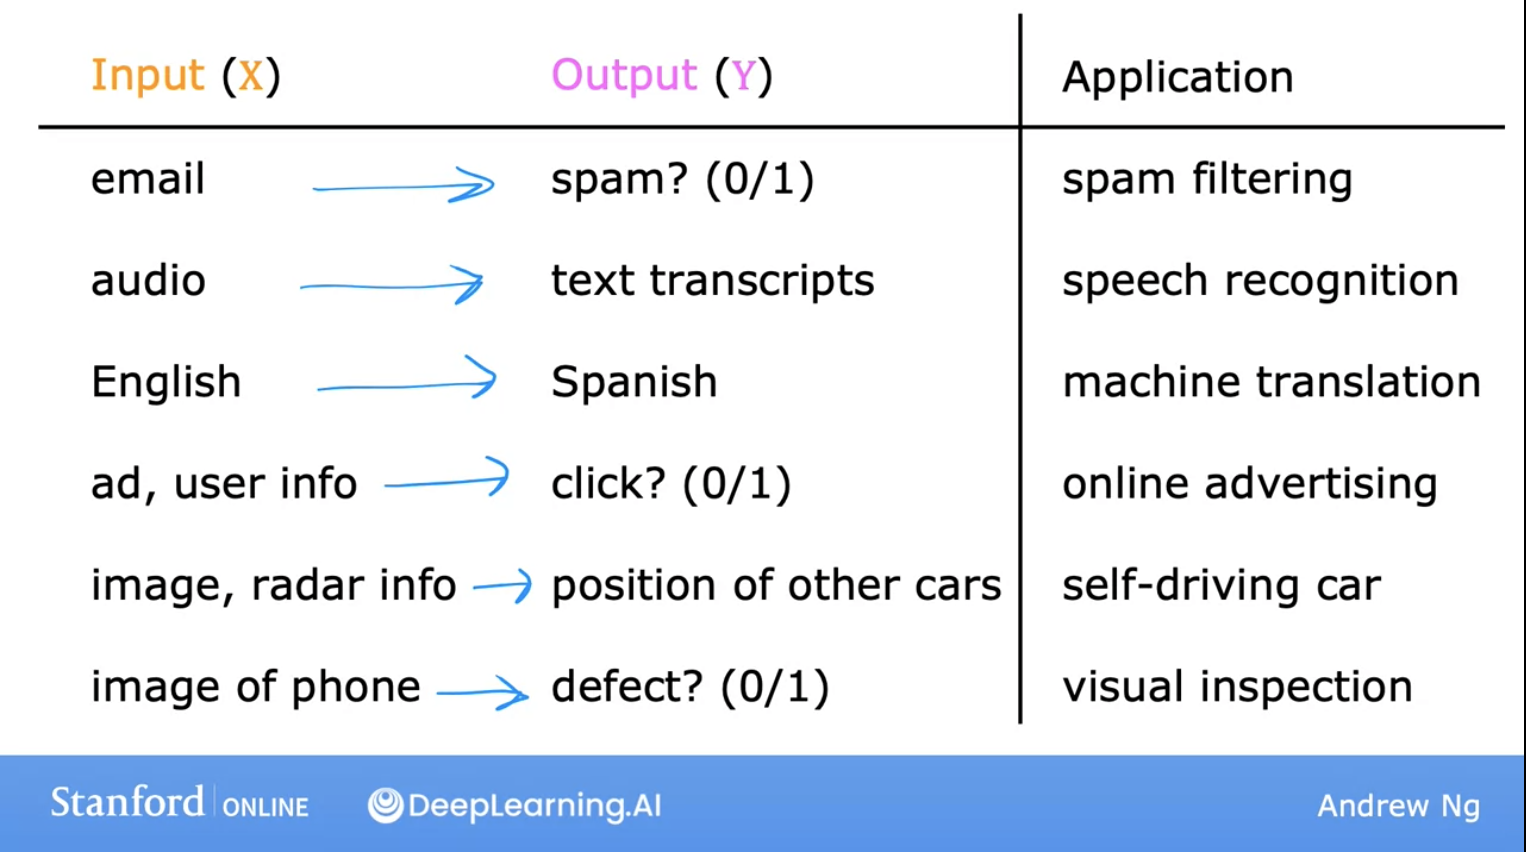 Input (X) Output (Y) Application
email spam? (0/1) spam filtering
audio text transcripts speech recognition
English Spanish machine translation
ad, user info click? (0/1) online advertising
image, radar info position of other cars self-driving car
image of phone defect? (0/1) visual inspection
Stanford ONLINE DeepLearning.AI Andrew Ng